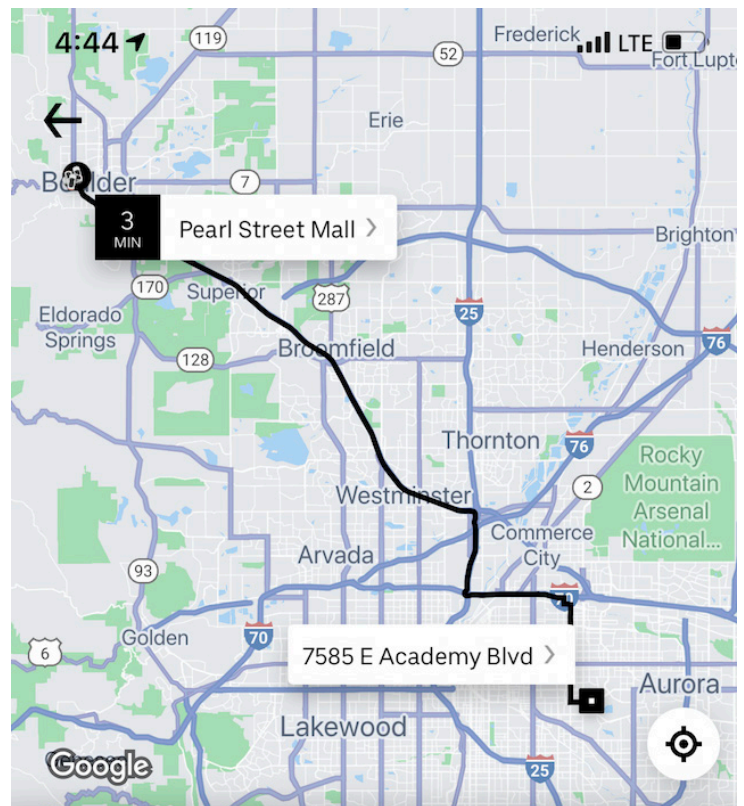 4:44
LTE
119
52
Frederick
Fort Lupt
Erie
Boulder
7
3
MIN
Pearl Street Mall
Brighton
170
Superior
287
Eldorado
Springs
25
76
128
Broomfield
Henderson
Thornton
76
Rocky
Mountain
Arsenal
National...
2
Westminster
Commerce
City
Arvada
93
70
Golden
70
6
7585 E Academy Blvd
Aurora
Lakewood
Google
25